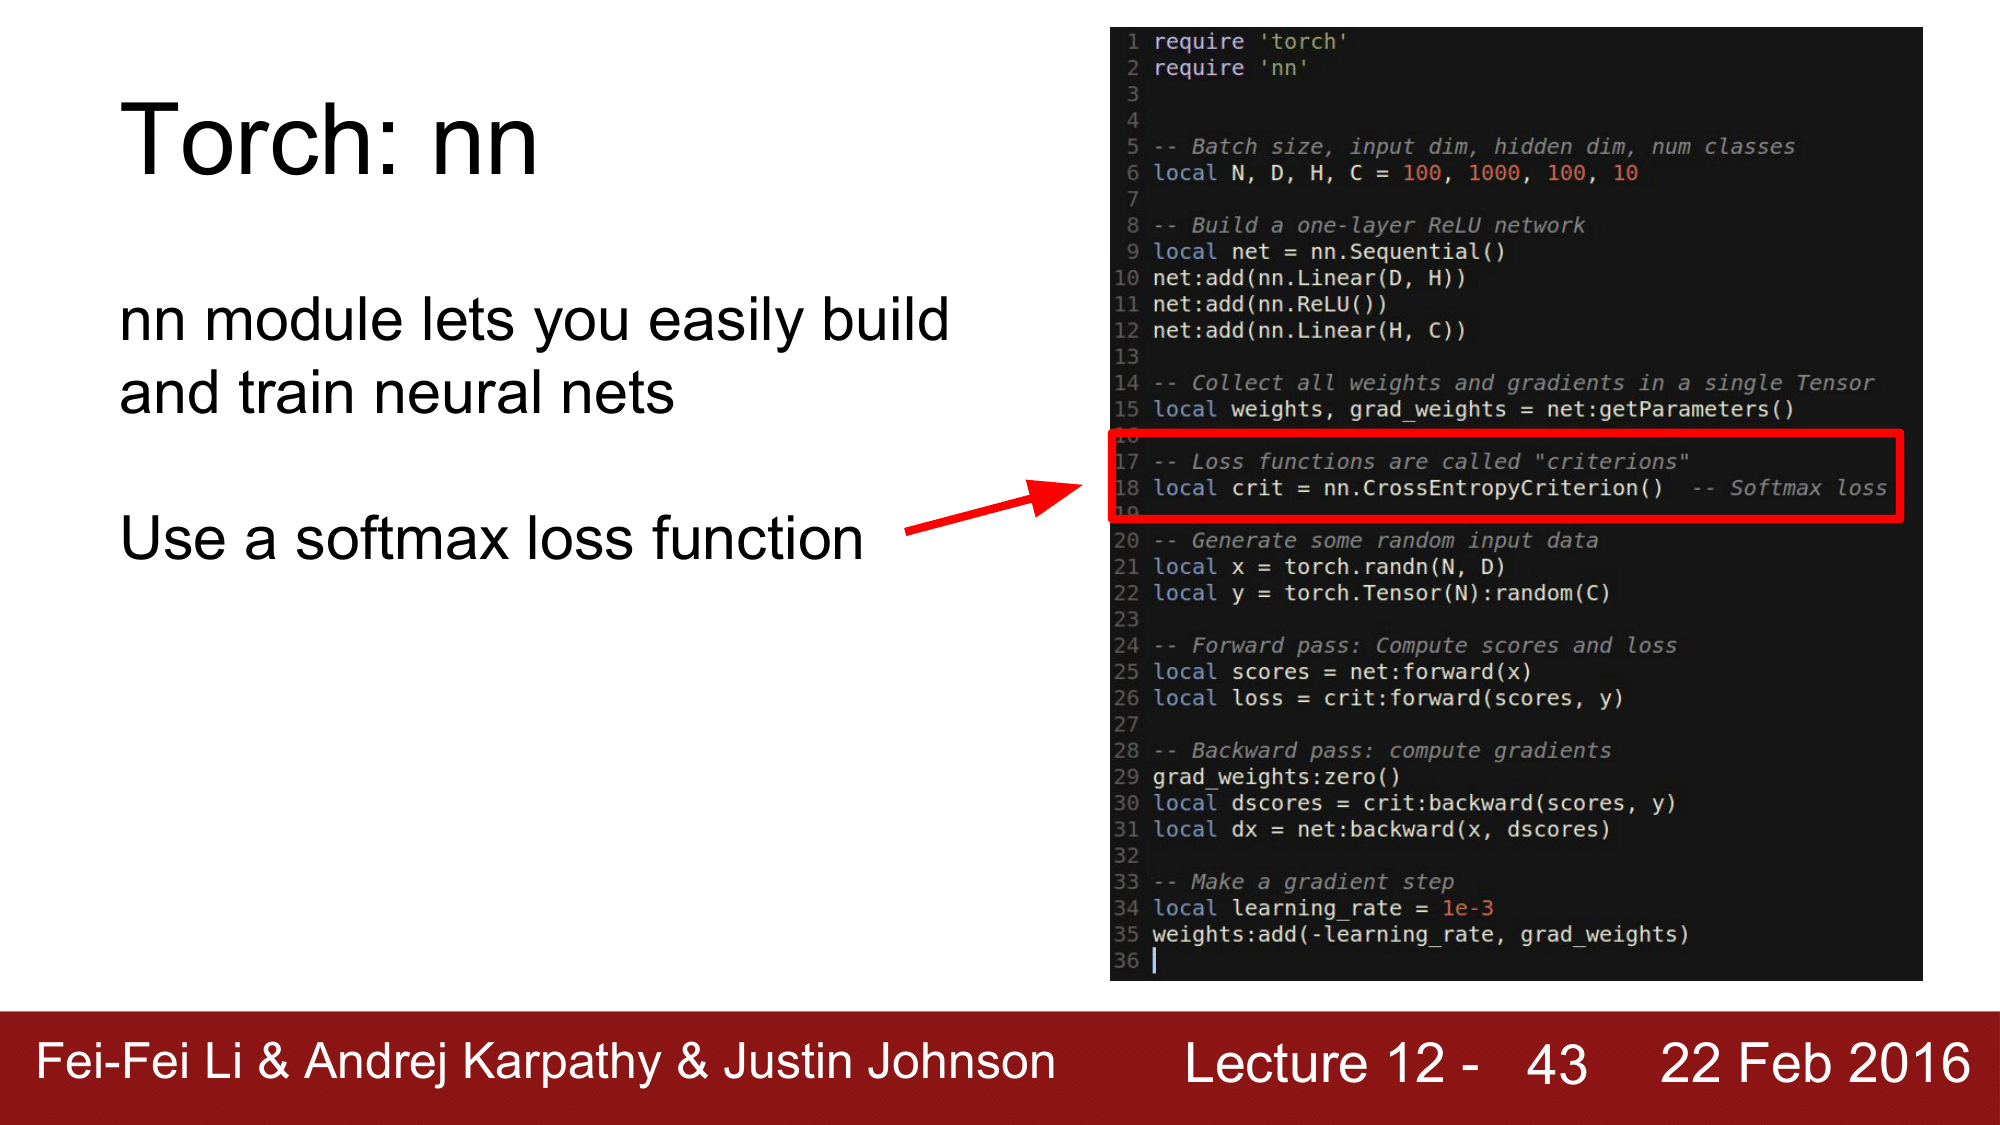 Torch: nn
nn module lets you easily build
and train neural nets
Use a softmax loss function
1 require 'torch'
2 require 'nn'
3
4
5 -- Batch size, input dim, hidden dim, num classes
6 local N, D, H, C = 100, 1000, 100, 10
7
8 -- Build a one-layer ReLU network
9 local net = nn.Sequential()
10 net:add(nn.Linear(D, H))
11 net:add(nn.ReLU())
12 net:add(nn.Linear(H, C))
13
14 -- Collect all weights and gradients in a single Tensor
15 local weights, grad_weights = net:getParameters()
16
17 -- Loss functions are called "criterions"
18 local crit = nn.CrossEntropyCriterion()  -- Softmax loss
19
20 -- Generate some random input data
21 local x = torch.randn(N, D)
22 local y = torch.Tensor(N):random(C)
23
24 -- Forward pass: Compute scores and loss
25 local scores = net:forward(x)
26 local loss = crit:forward(scores, y)
27
28 -- Backward pass: compute gradients
29 grad_weights:zero()
30 local dscores = crit:backward(scores, y)
31 local dx = net:backward(x, dscores)
32
33 -- Make a gradient step
34 local learning_rate = 1e-3
35 weights:add(-learning_rate, grad_weights)
36
Fei-Fei Li & Andrej Karpathy & Justin Johnson
Lecture 12 - 43
22 Feb 2016